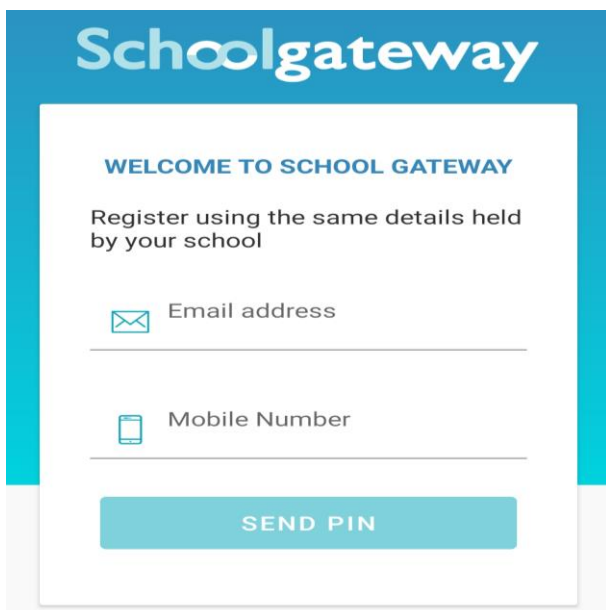 Schoolgateway
WELCOME TO SCHOOL GATEWAY
Register using the same details held
by your school
Email address
Mobile Number
SEND PIN